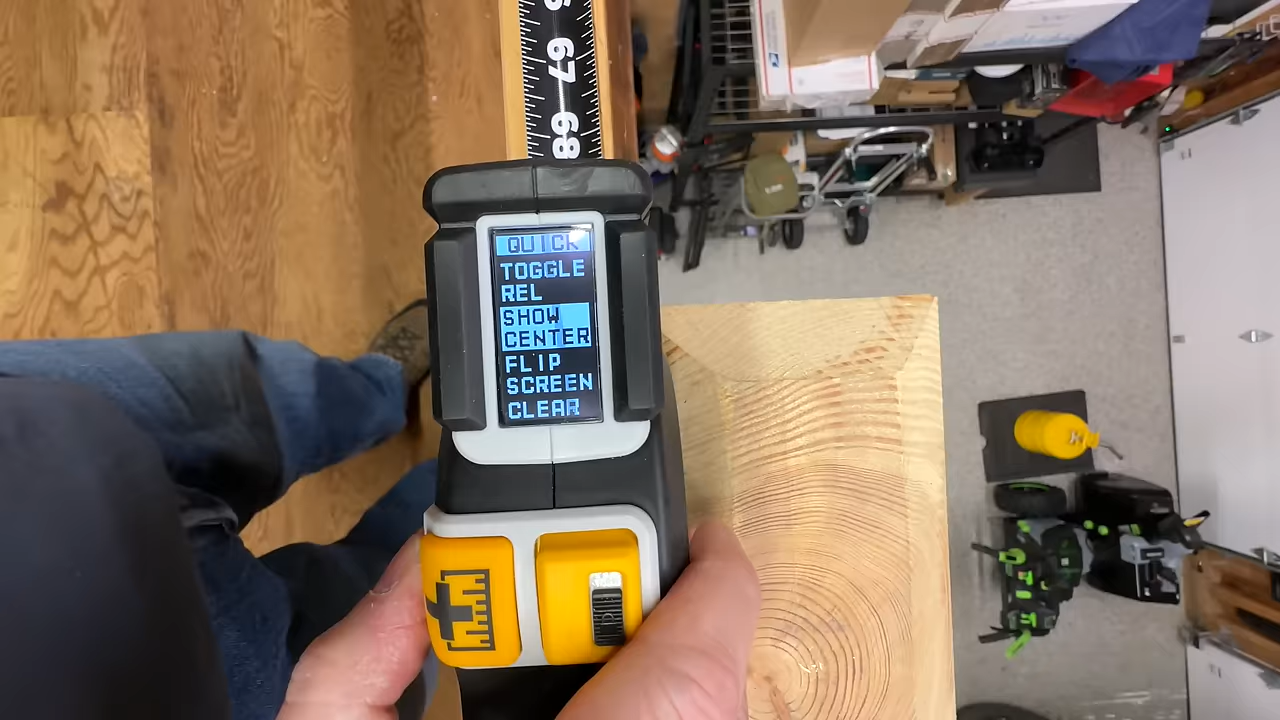 67
68
QUICK
TOGGLE
REL
SHOW
CENTER
FLIP
SCREEN
CLEAR